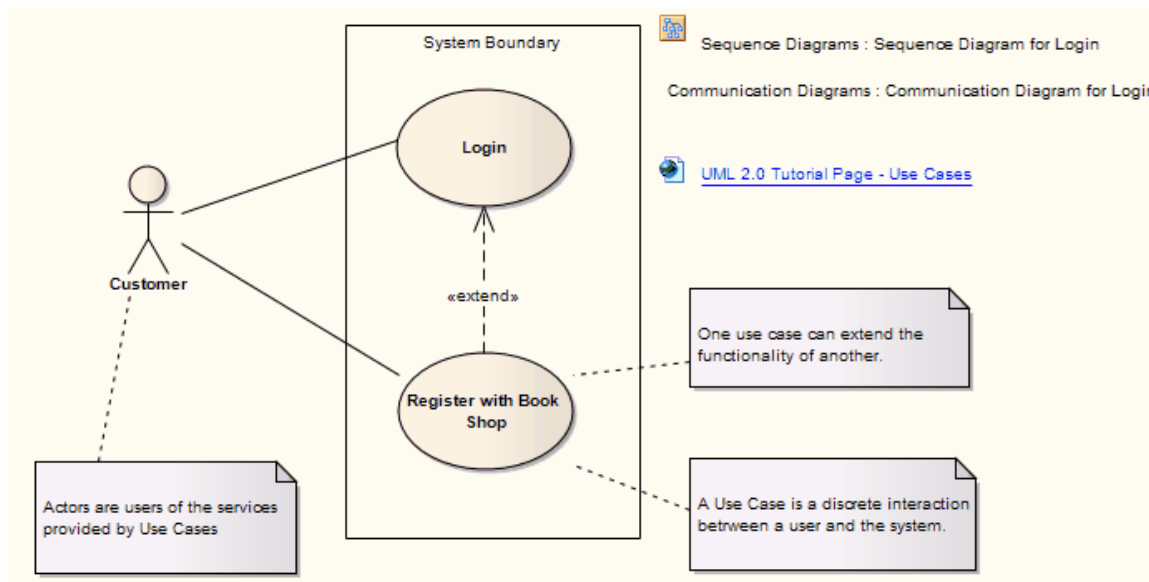 System Boundary
Sequence Diagrams : Sequence Diagram for Login
Communication Diagrams : Communication Diagram for Login
Login
UML 2.0 Tutorial Page - Use Cases
Customer
«extend»
One use case can extend the
functionality of another.
Register with Book
Shop
Actors are users of the services
provided by Use Cases
A Use Case is a discrete interaction
betrween a user and the system.